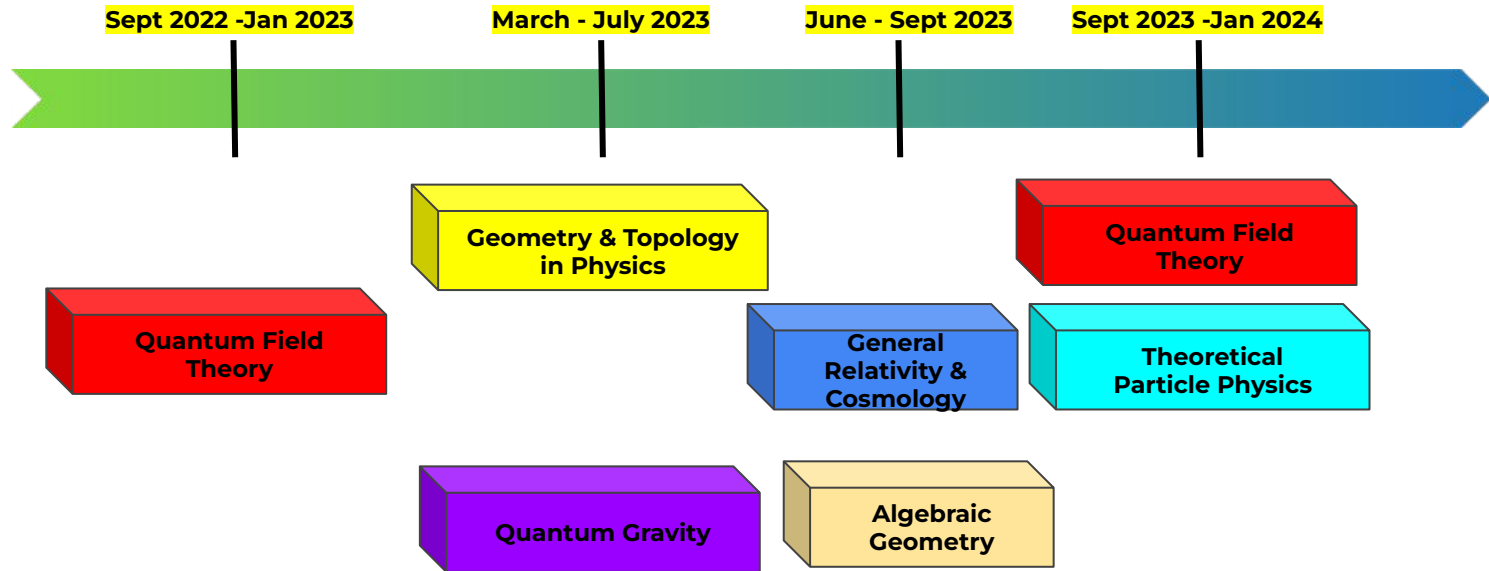 Sept 2022 -Jan 2023
March - July 2023
June - Sept 2023
Sept 2023 -Jan 2024
Geometry & Topology
in Physics
Quantum Field
Theory
Quantum Field
Theory
General
Relativity &
Cosmology
Theoretical
Particle Physics
Quantum Gravity
Algebraic
Geometry